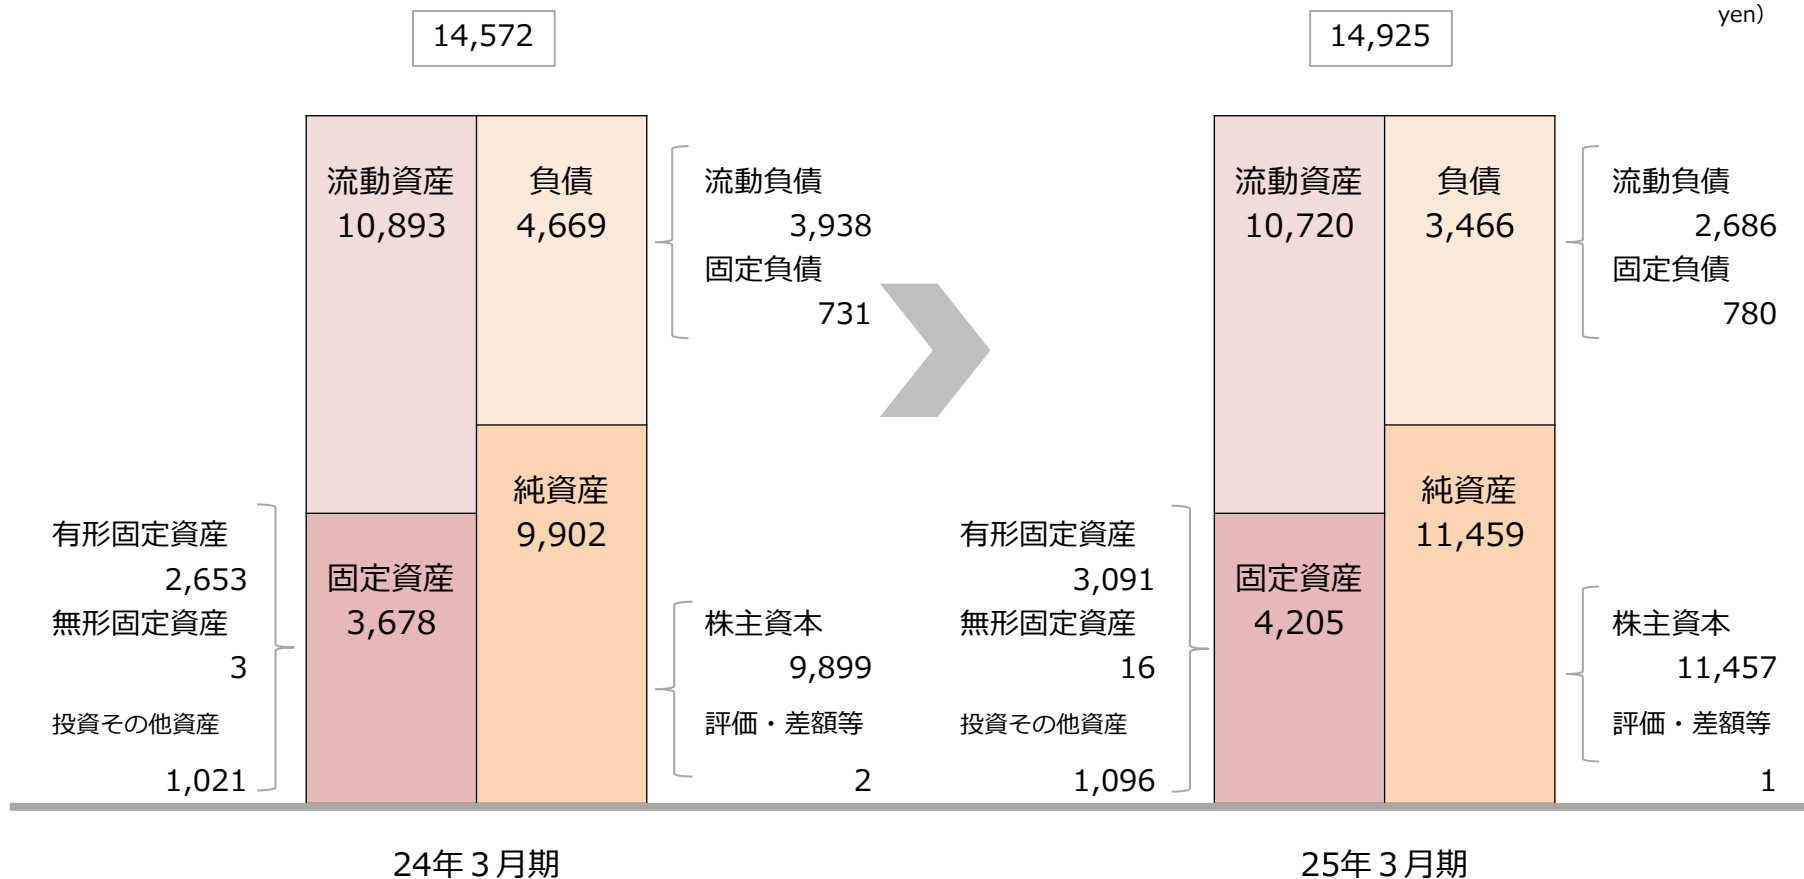 yen）
14,572
流動資産
10,893
負債
4,669
流動負債
3,938
固定負債
731
純資産
9,902
有形固定資産
2,653
無形固定資産
3
投資その他資産
1,021
固定資産
3,678
株主資本
9,899
評価・差額等
2
24年３月期
14,925
流動資産
10,720
負債
3,466
流動負債
2,686
固定負債
780
純資産
11,459
有形固定資産
3,091
無形固定資産
16
投資その他資産
1,096
固定資産
4,205
株主資本
11,457
評価・差額等
1
25年３月期